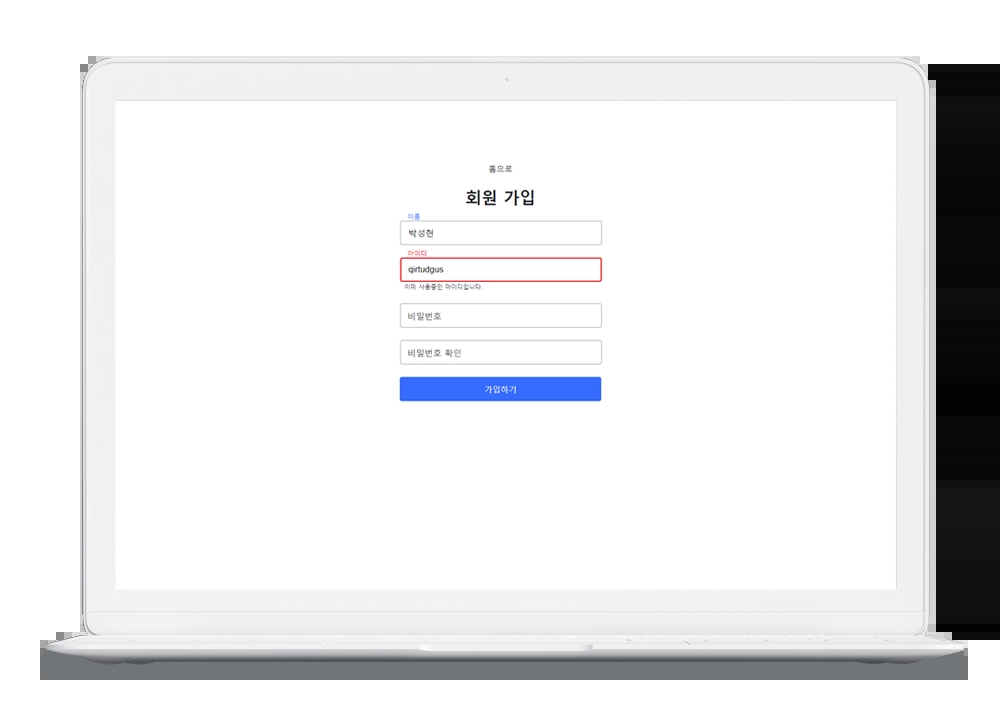 홈으로
회원 가입
이름
박성현
아이디
qirtudgus
이미 사용중인 아이디입니다.
비밀번호
비밀번호 확인
가입하기